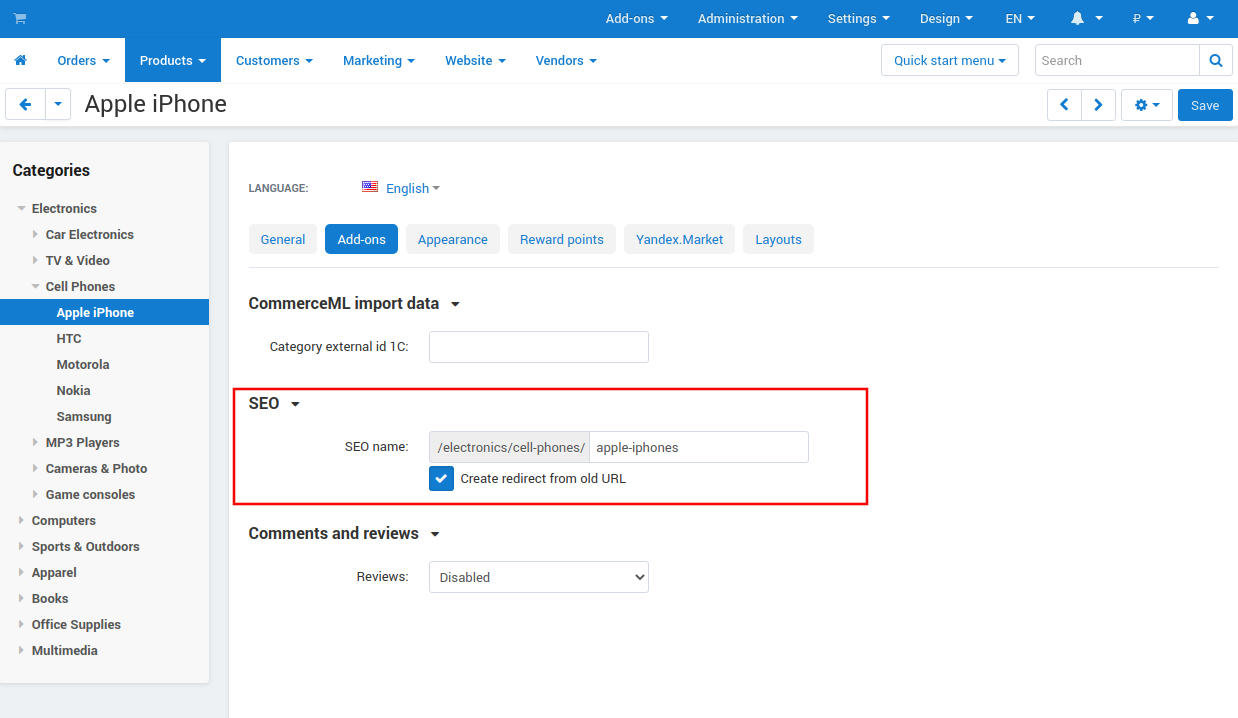 Add-ons Administration Settings Design EN ₽
Orders Products Customers Marketing Website Vendors Quick start menu Search
Apple iPhone Save
Categories
Electronics
Car Electronics
TV & Video
Cell Phones
Apple iPhone
HTC
Motorola
Nokia
Samsung
MP3 Players
Cameras & Photo
Game consoles
Computers
Sports & Outdoors
Apparel
Books
Office Supplies
Multimedia
LANGUAGE: English
General Add-ons Appearance Reward points Yandex.Market Layouts
CommerceML import data
Category external id 1C:
SEO
SEO name: /electronics/cell-phones/ apple-iphones
Create redirect from old URL
Comments and reviews
Reviews: Disabled